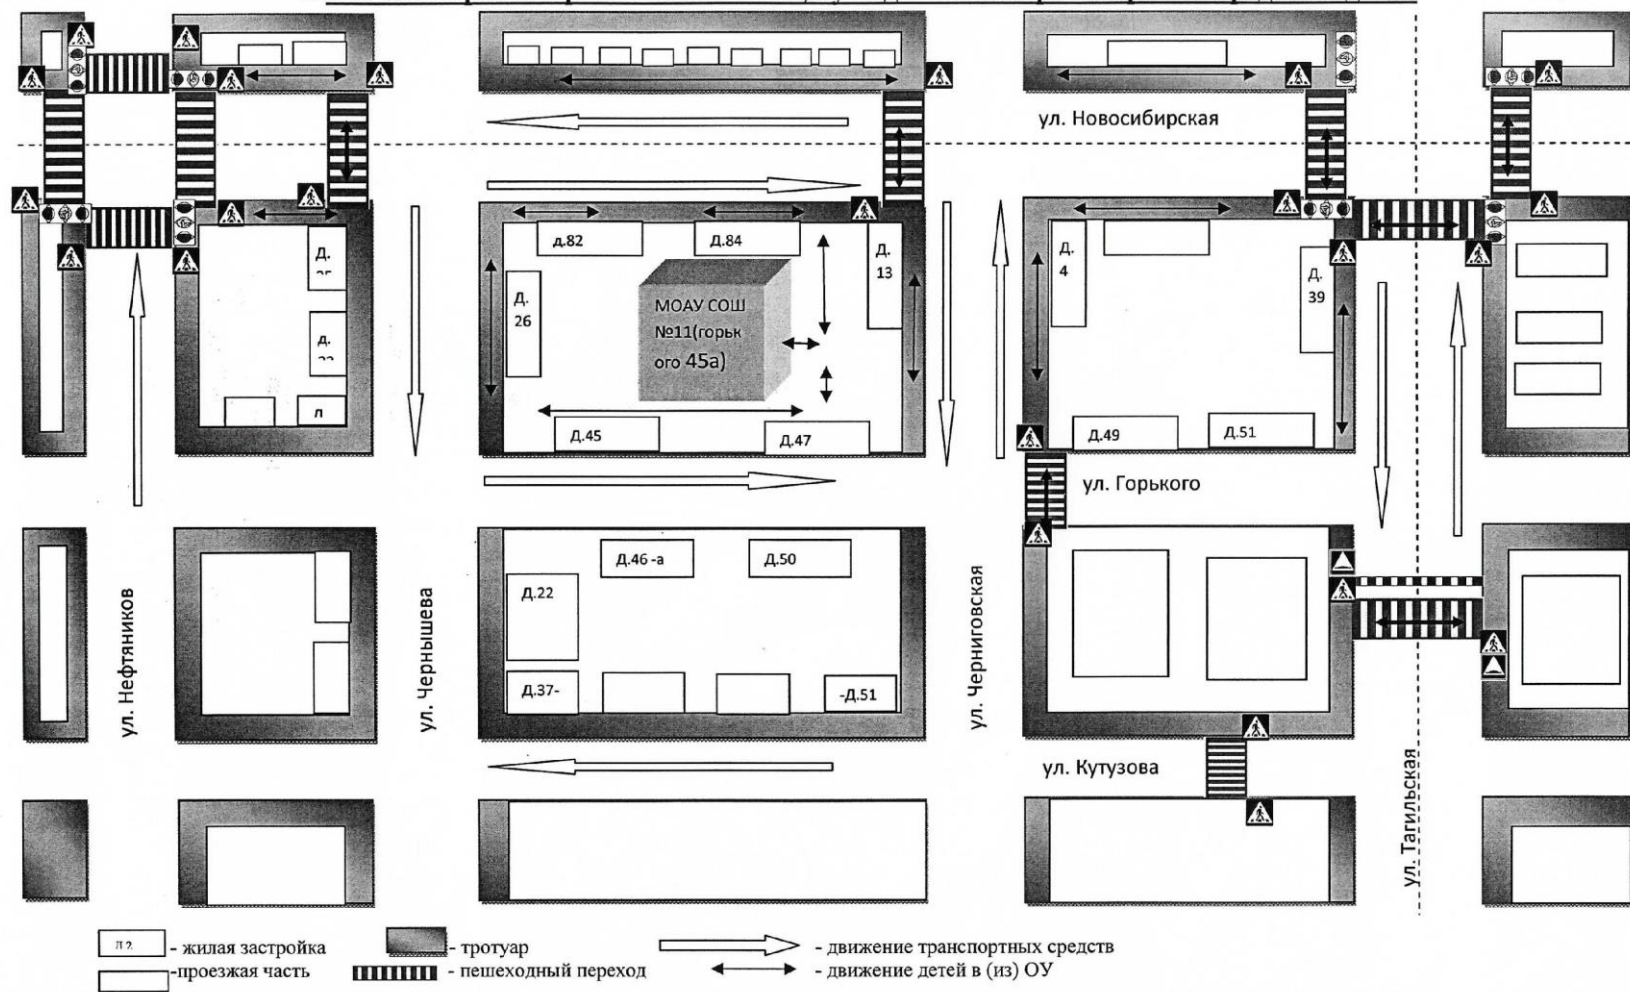 ул. Новосибирская
д.82
д.84
Д.
13
Д.
4
Д.
26
МОАУ СОШ
№11(горьк
ого 45а)
Д.
39
Д.
д.
л
Д.45
Д.47
Д.49
Д.51
ул. Горького
Д.46 -а
Д.50
Д.22
Д.37-
-Д.51
ул. Нефтяников
ул. Чернышева
ул. Черниговская
ул. Кутузова
ул. Тагильская
- жилая застройка
- тротуар
- движение транспортных средств
-проезжая часть
- пешеходный переход
- движение детей в (из) ОУ